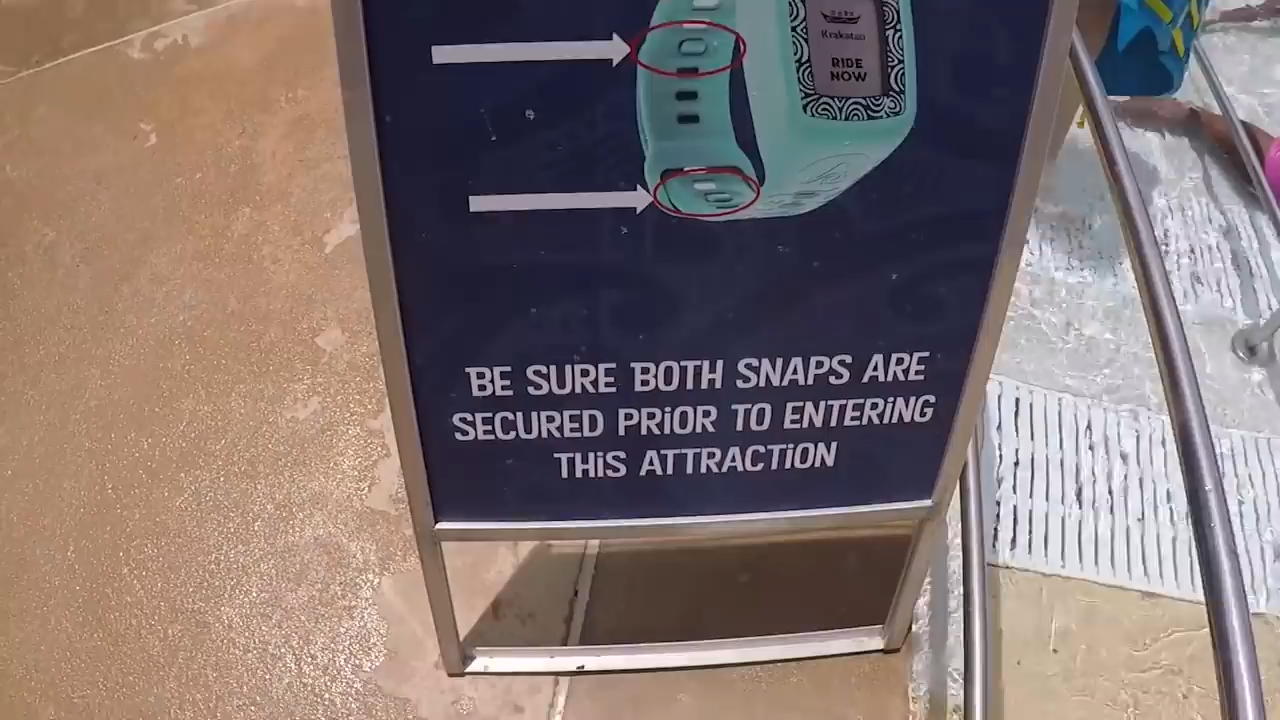 Krakatau
RIDE
NOW
BE SURE BOTH SNAPS ARE
SECURED PRiOR TO ENTERiNG
THiS ATTRACTiON